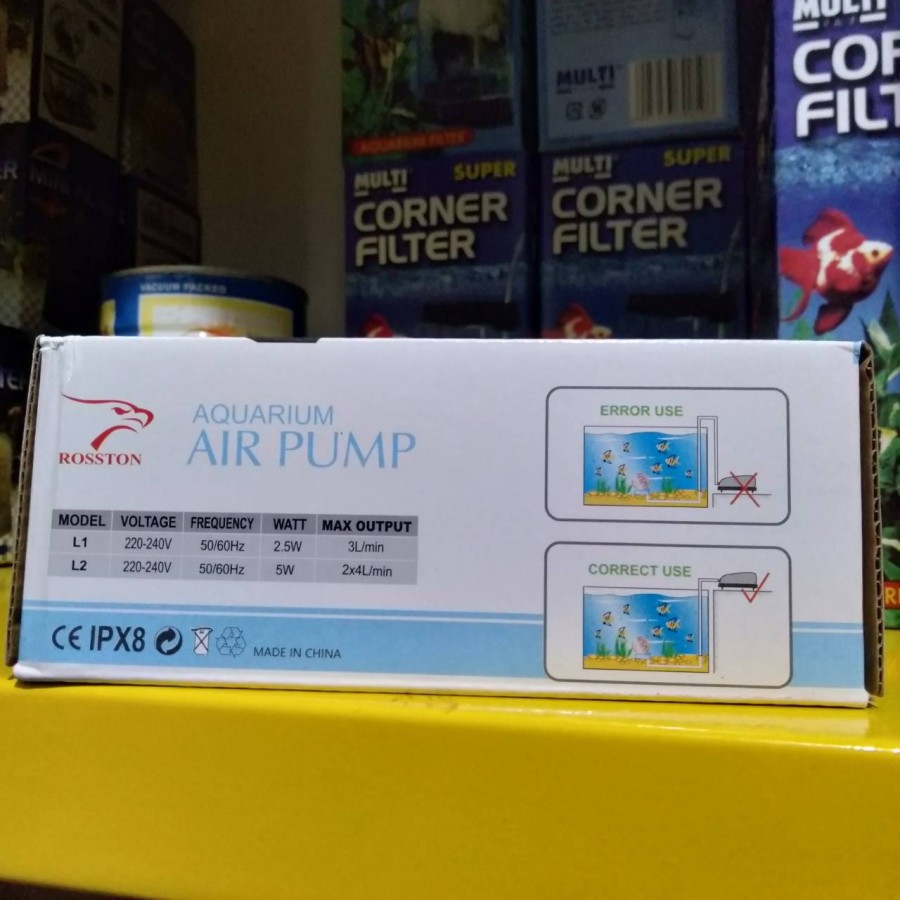 MULTI
AQUARIUM FILTER
MULTI
SUPER
CORNER
FILTER
MULTI
SUPER
CORNER
FILTER
MULTI
VACUUM PACKED
ROSSTON
AQUARIUM
AIR PUMP
MODEL VOLTAGE FREQUENCY WATT MAX OUTPUT
L1 220-240V 50/60Hz 2.5W 3L/min
L2 220-240V 50/60Hz 5W 2x4L/min
CE IPX8
MADE IN CHINA
ERROR USE
CORRECT USE